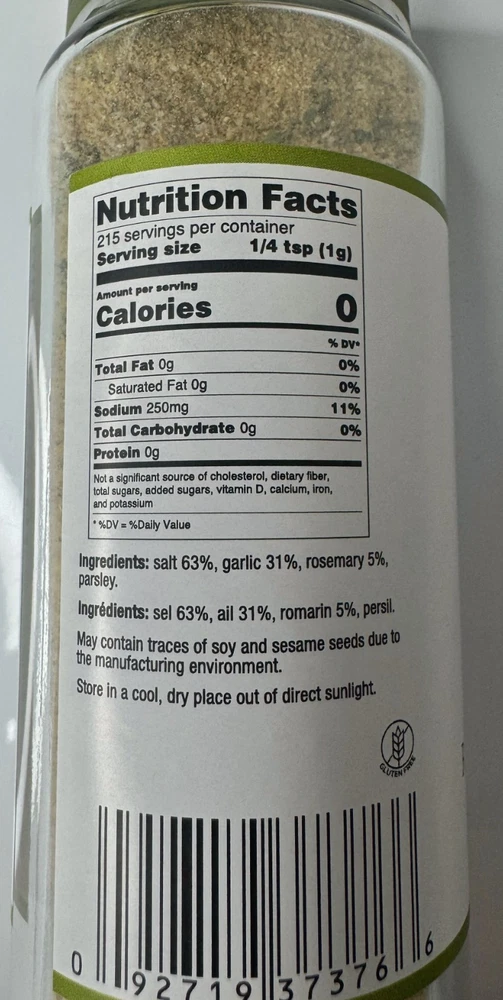 Nutrition Facts
215 servings per container
Serving size 1/4 tsp (1g)
Amount per serving
Calories 0
% DV*
Total Fat 0g 0%
Saturated Fat 0g 0%
Sodium 250mg 11%
Total Carbohydrate 0g 0%
Protein 0g
Not a significant source of cholesterol, dietary fiber,
total sugars, added sugars, vitamin D, calcium, iron,
and potassium
* %DV = %Daily Value
Ingredients: salt 63%, garlic 31%, rosemary 5%,
parsley.
Ingrédients: sel 63%, ail 31%, romarin 5%, persil.
May contain traces of soy and sesame seeds due to
the manufacturing environment.
Store in a cool, dry place out of direct sunlight.
GLUTEN FREE
0 92719 37376 6